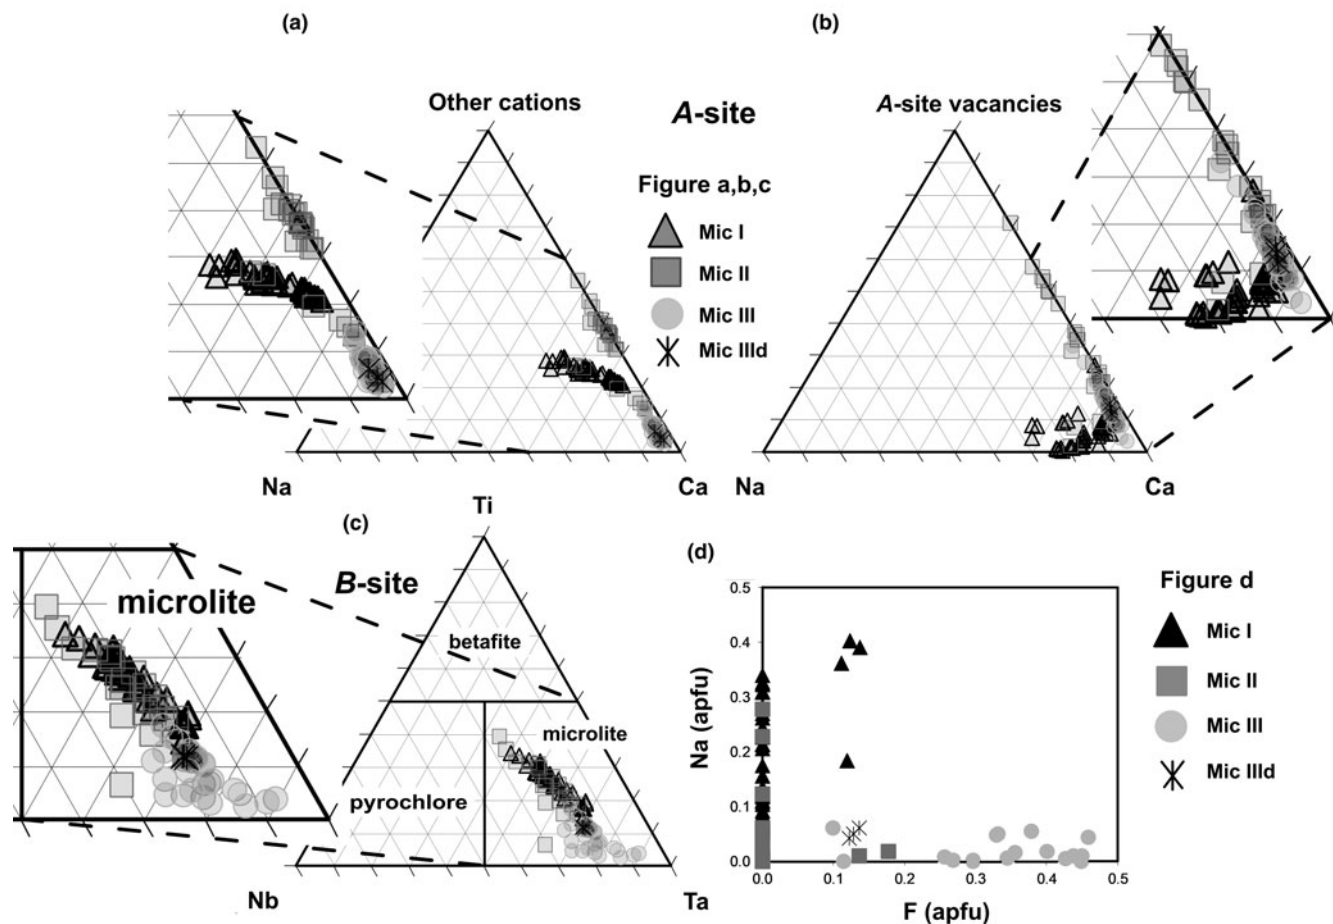 (a)
(b)
Other cations
A-site
A-site vacancies
Figure a,b,c
Mic I
Mic II
Mic III
Mic IIId
Na
Ca
Na
Ca
Ti
(c)
B-site
microlite
betafite
microlite
pyrochlore
Nb
Ta
(d)
0.5
0.4
0.3
0.2
0.1
0.0
Na (apfu)
0.0
0.1
0.2
0.3
0.4
0.5
F (apfu)
Figure d
Mic I
Mic II
Mic III
Mic IIId